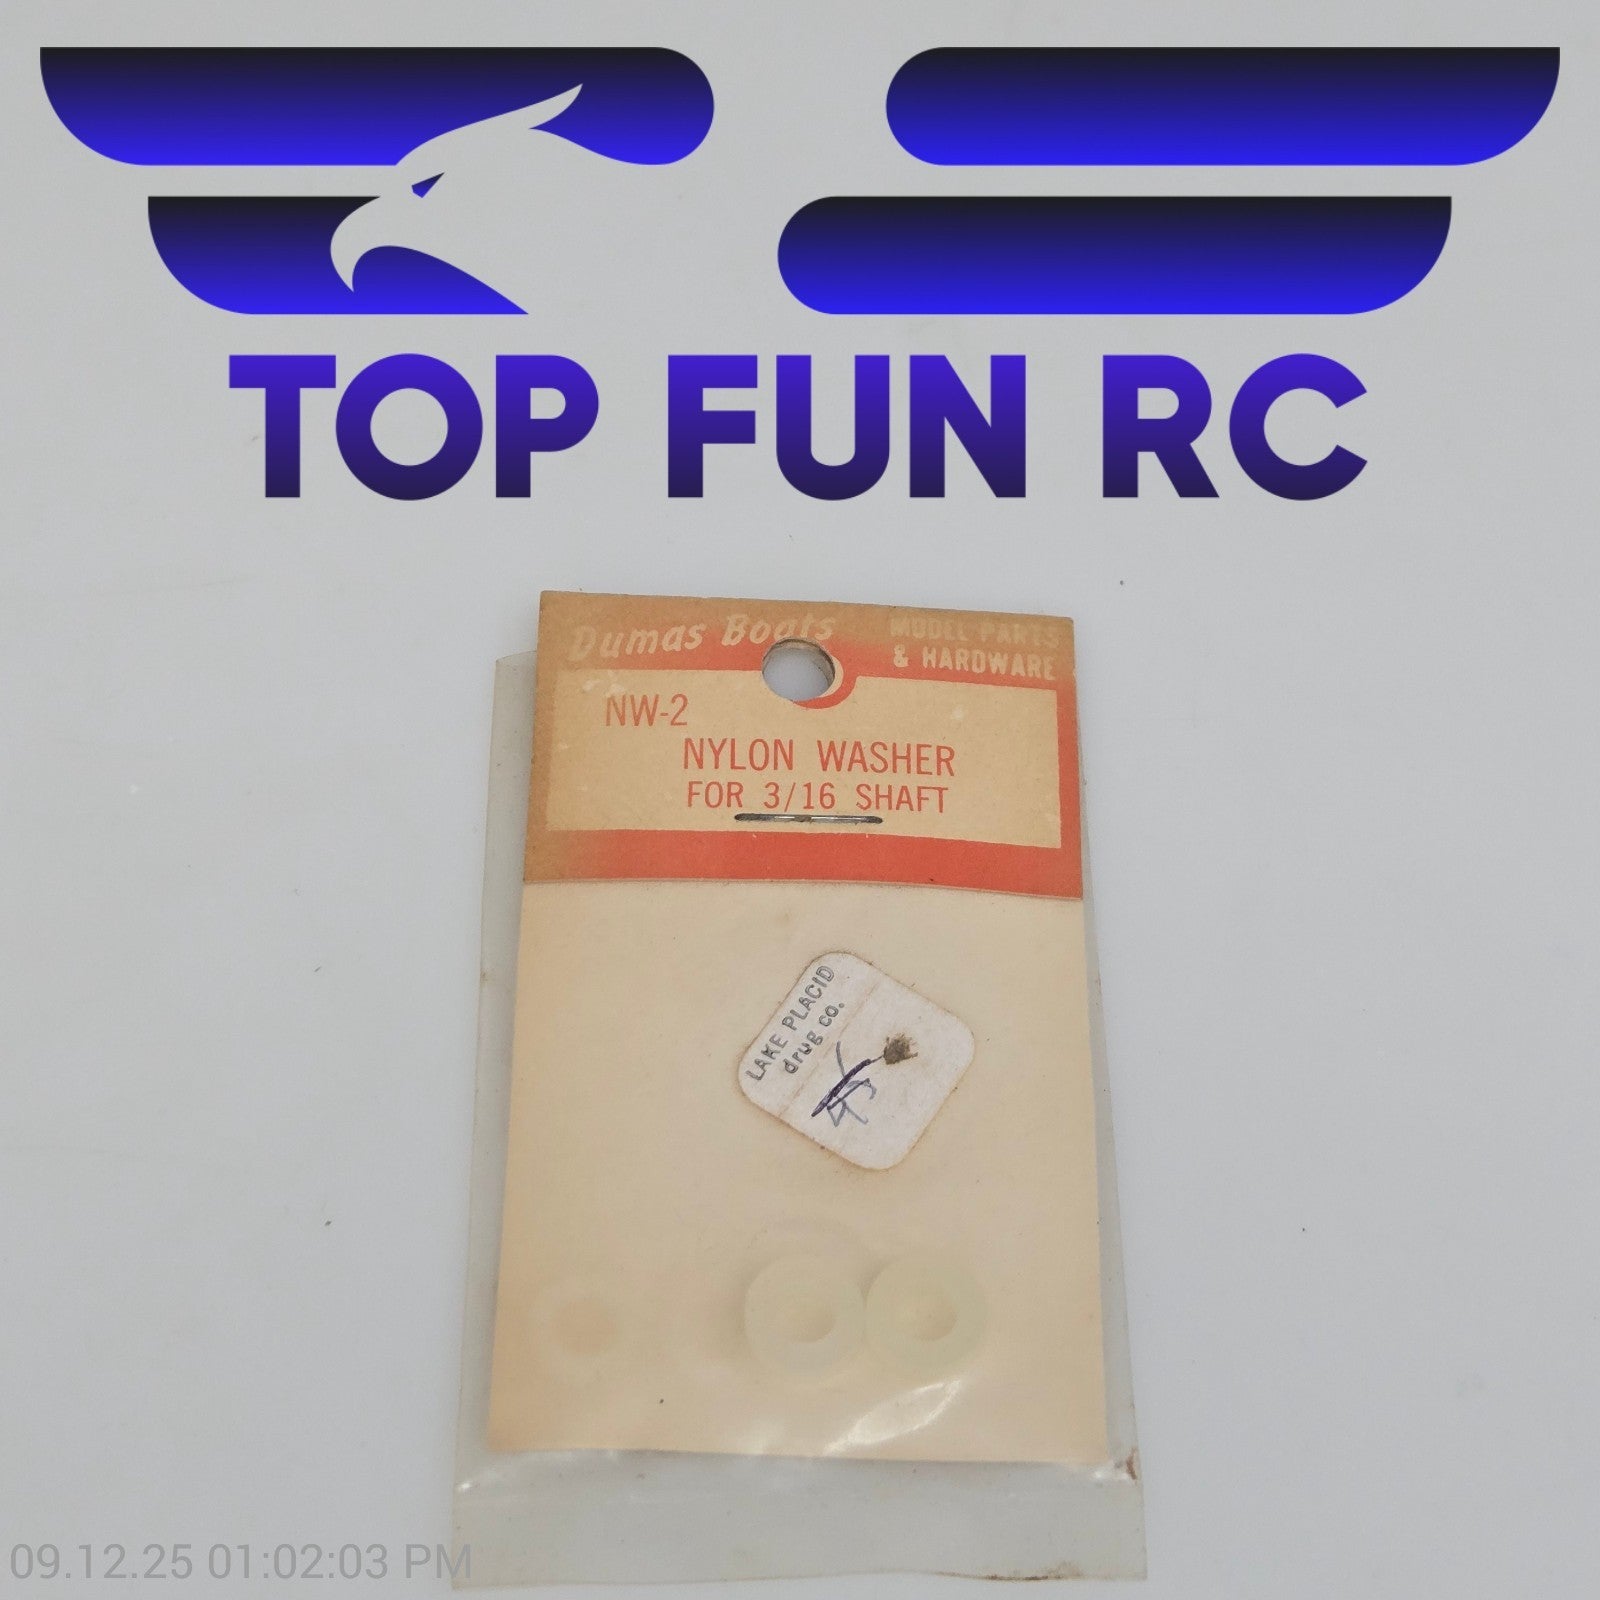 TOP FUN RC
Dumas Boats
MODEL PARTS
& HARDWARE
NW-2
NYLON WASHER
FOR 3/16 SHAFT
LAKE PLACID
drug co.
09.12.25 01:02:03 PM